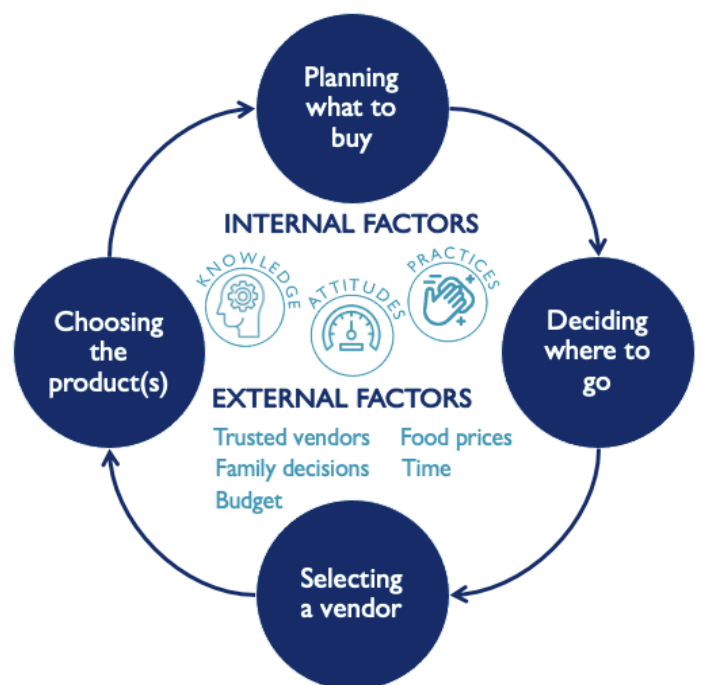 Planning
what to
buy
INTERNAL FACTORS
KNOWLEDGE
ATTITUDES
PRACTICES
Choosing
the
product(s)
Deciding
where to
go
EXTERNAL FACTORS
Trusted vendors
Food prices
Family decisions
Time
Budget
Selecting
a vendor